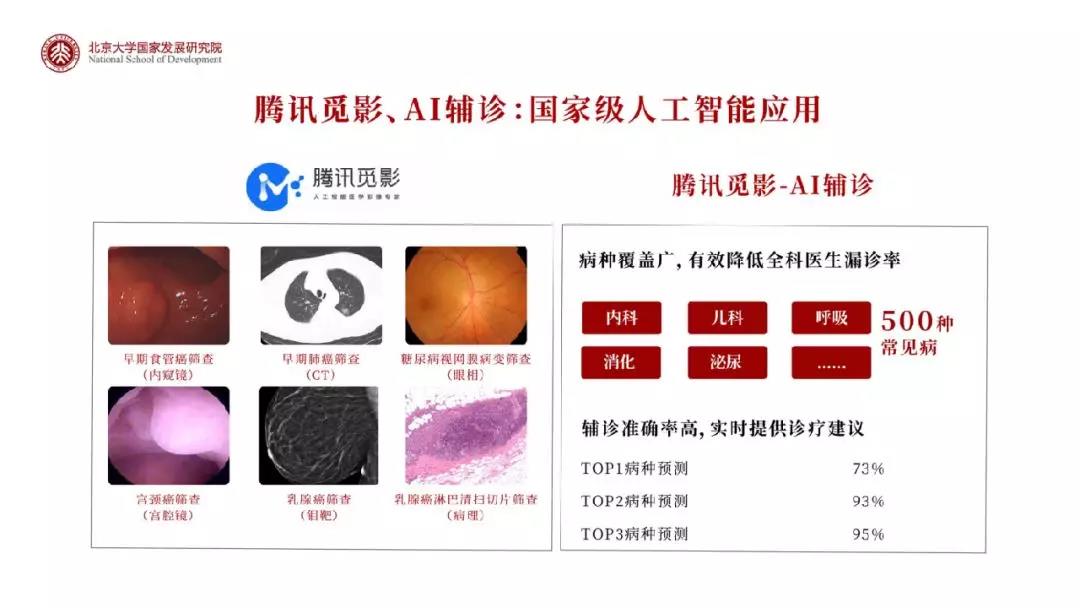 北京大学国家发展研究院
National School of Development
腾讯觅影、AI辅诊:国家级人工智能应用
腾讯觅影
人工智能医学影像专家
腾讯觅影-AI辅诊
早期食管癌筛查
(内窥镜)
早期肺癌筛查
(CT)
糖尿病视网膜病变筛查
(眼相)
宫颈癌筛查
(宫腔镜)
乳腺癌筛查
(钼靶)
乳腺癌淋巴清扫切片筛查
(病理)
病种覆盖广,有效降低全科医生漏诊率
内科
儿科
呼吸
消化
泌尿
......
500种
常见病
辅诊准确率高,实时提供诊疗建议
TOP1病种预测 73%
TOP2病种预测 93%
TOP3病种预测 95%